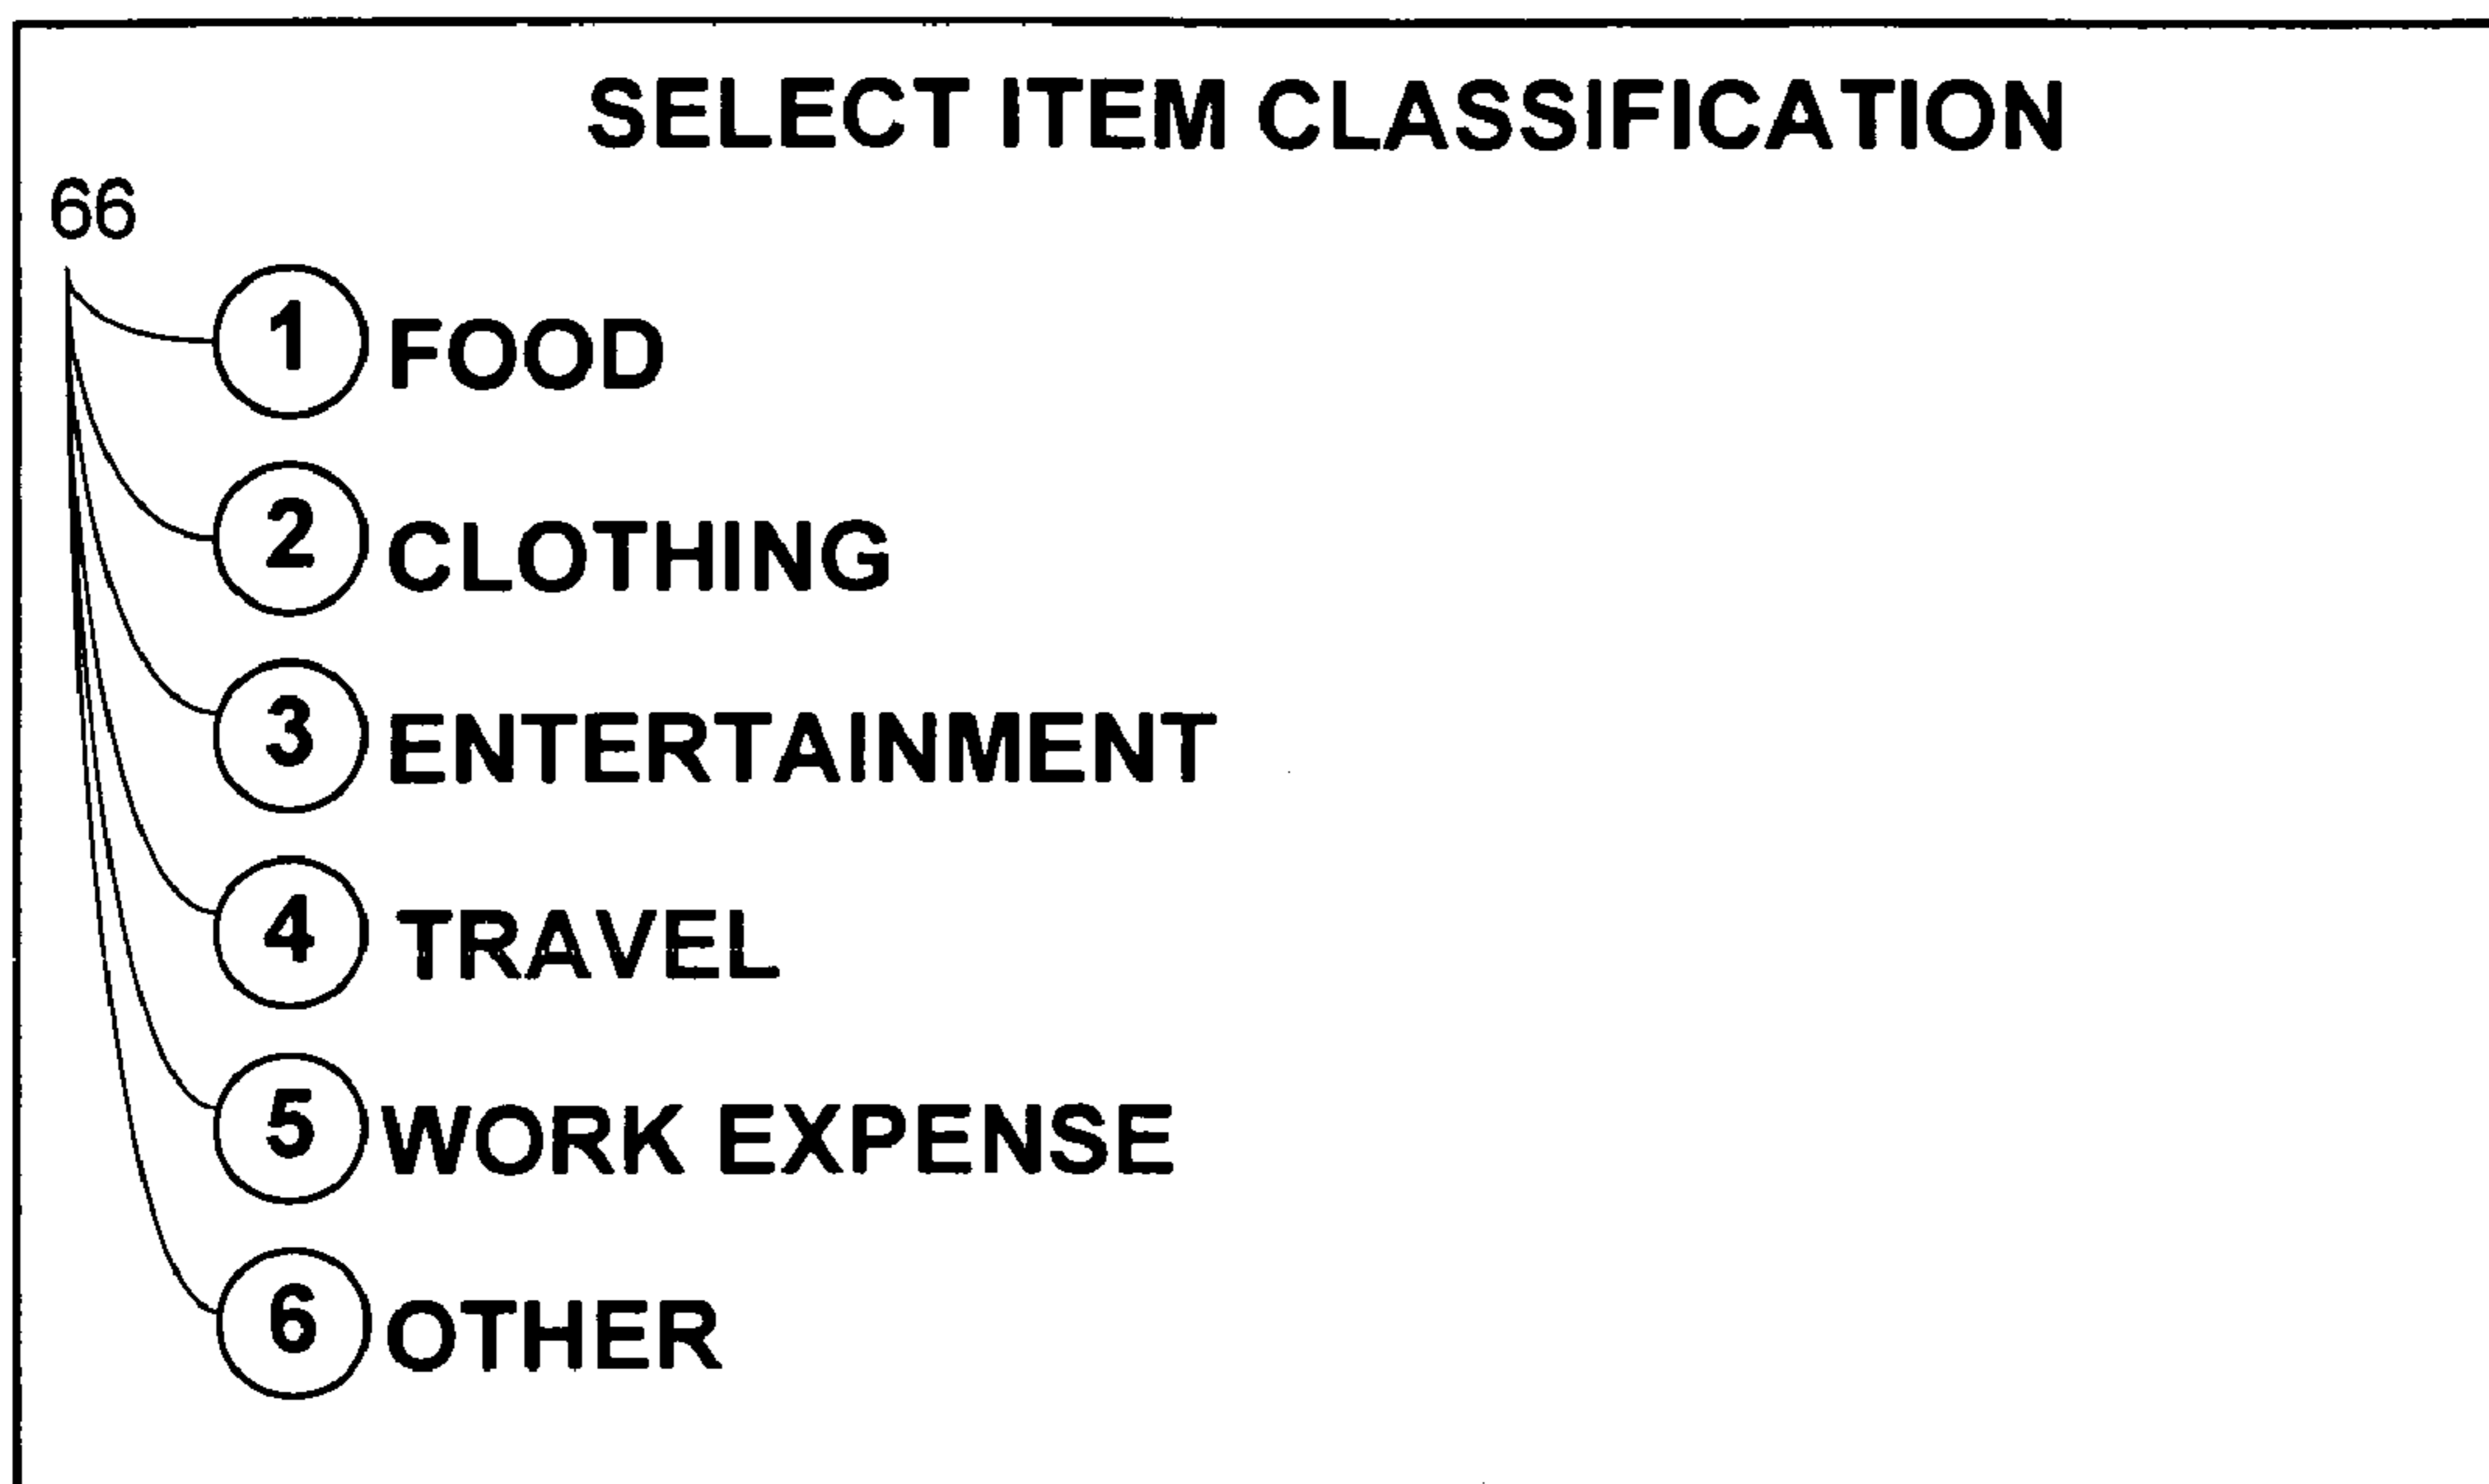 SELECT ITEM CLASSIFICATION
66
1 FOOD
2 CLOTHING
3 ENTERTAINMENT
4 TRAVEL
5 WORK EXPENSE
6 OTHER